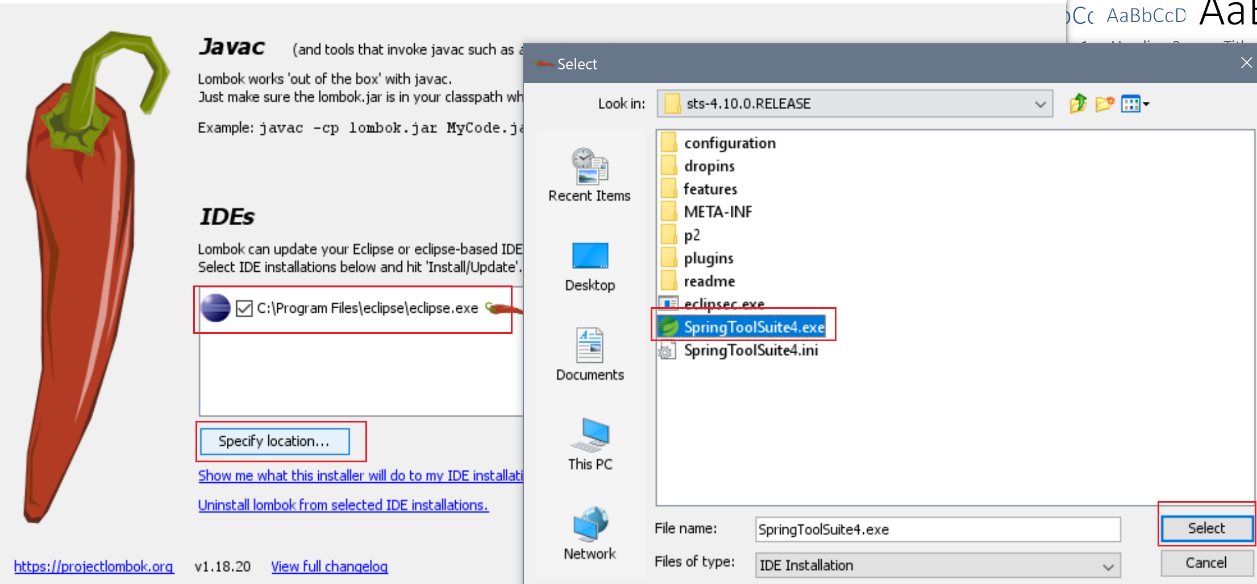 AaBbCcD
Javac (and tools that invoke javac such as
Select
Lombok works 'out of the box' with javac.
Just make sure the lombok.jar is in your classpath
Example: javac -cp lombok.jar
Look in: sts-4.10.0.RELEASE
configuration
dropins
features
META-INF
p2
plugins
readme
eclipsec.exe
SpringToolSuite4.exe
SpringToolSuite4.ini
Recent Items
Desktop
Documents
This PC
Network
IDEs
Lombok can update your Eclipse or eclipse-based IDE
Select IDE installations below and hit 'Install/Update'.
C:\Program Files\eclipse\eclipse.exe
Specify location...
Show me what this installer will do to my IDE
Uninstall lombok from selected IDE installations.
File name: SpringToolSuite4.exe
Select
Files of type: IDE Installation
Cancel
https://projectlombok.org v1.18.20 View full changelog